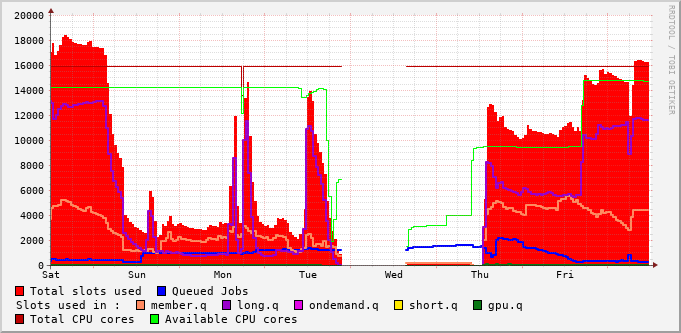 20000
18000
16000
14000
12000
10000
8000
6000
4000
2000
0
Sat Sun Mon Tue Wed Thu Fri
RRDTOOL / TOBI OETIKER
Total slots used Queued Jobs
Slots used in : member.q long.q ondemand.q short.q gpu.q
Total CPU cores Available CPU cores